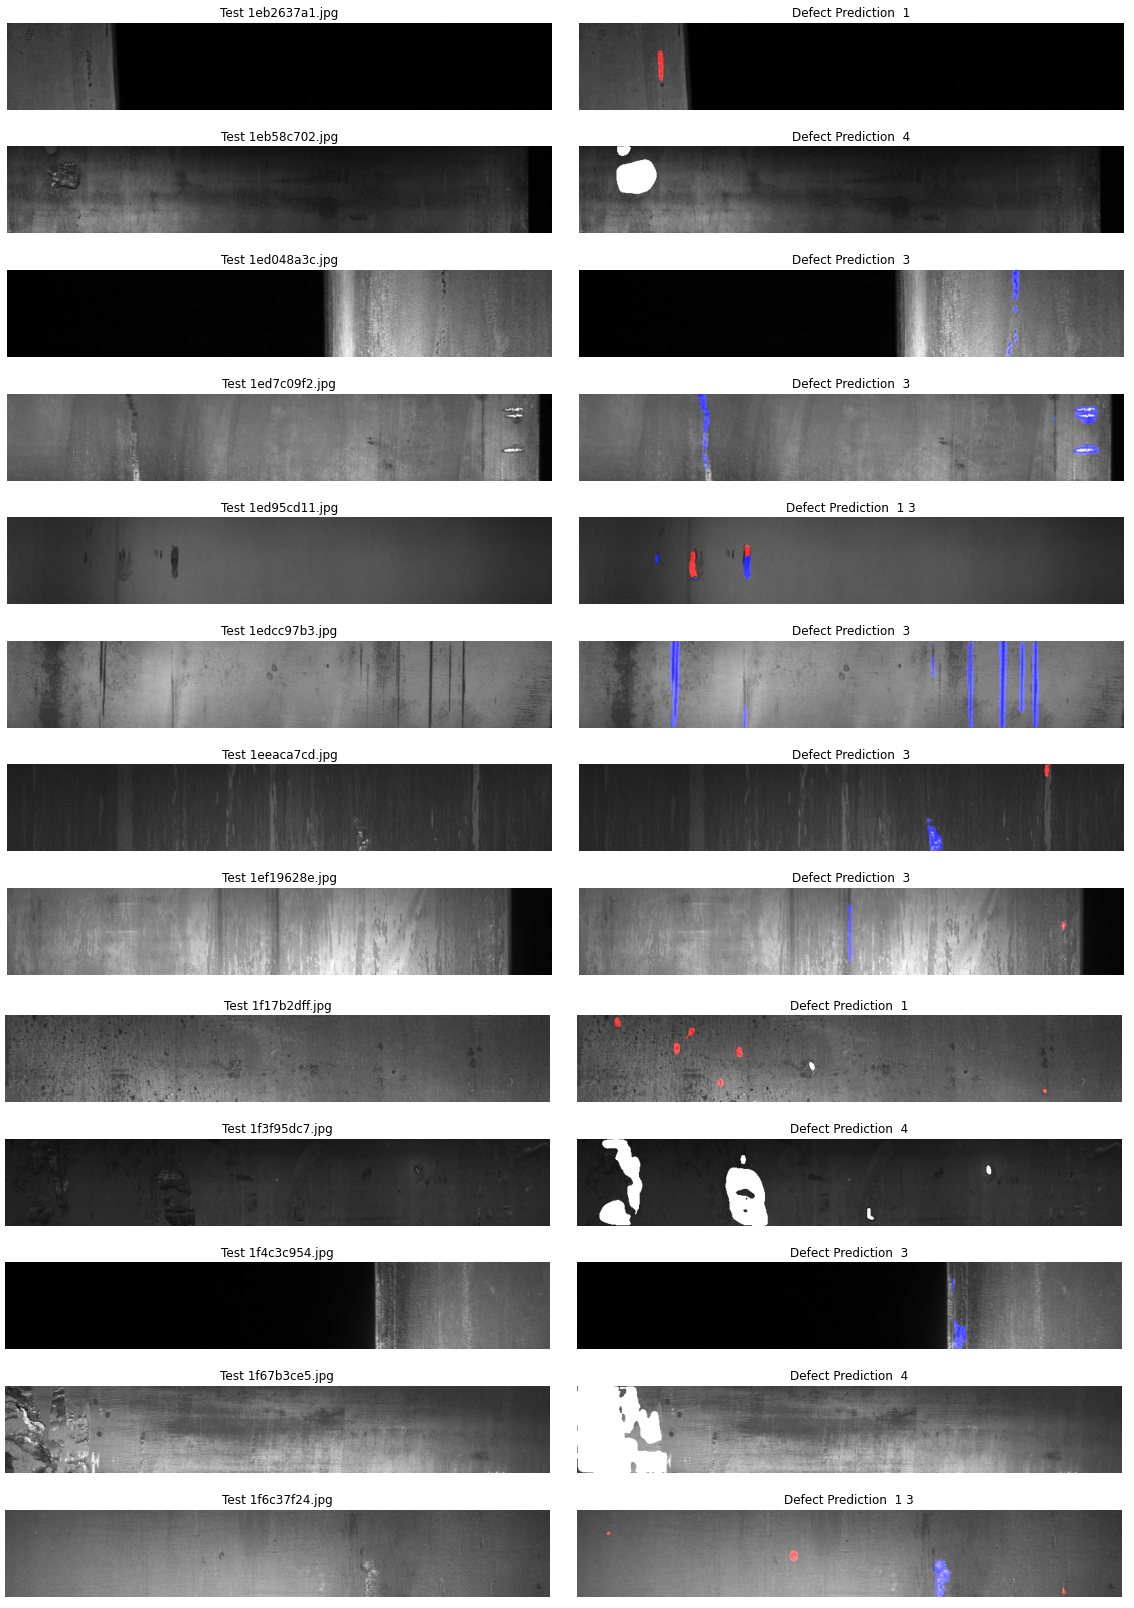 Test 1eb2637a1.jpg
Defect Prediction  1
Test 1eb58c702.jpg
Defect Prediction  4
Test 1ed048a3c.jpg
Defect Prediction  3
Test 1ed7c09f2.jpg
Defect Prediction  3
Test 1ed95cd11.jpg
Defect Prediction  1 3
Test 1edcc97b3.jpg
Defect Prediction  3
Test 1eeaca7cd.jpg
Defect Prediction  3
Test 1ef19628e.jpg
Defect Prediction  3
Test 1f17b2dff.jpg
Defect Prediction  1
Test 1f3f95dc7.jpg
Defect Prediction  4
Test 1f4c3c954.jpg
Defect Prediction  3
Test 1f67b3ce5.jpg
Defect Prediction  4
Test 1f6c37f24.jpg
Defect Prediction  1 3